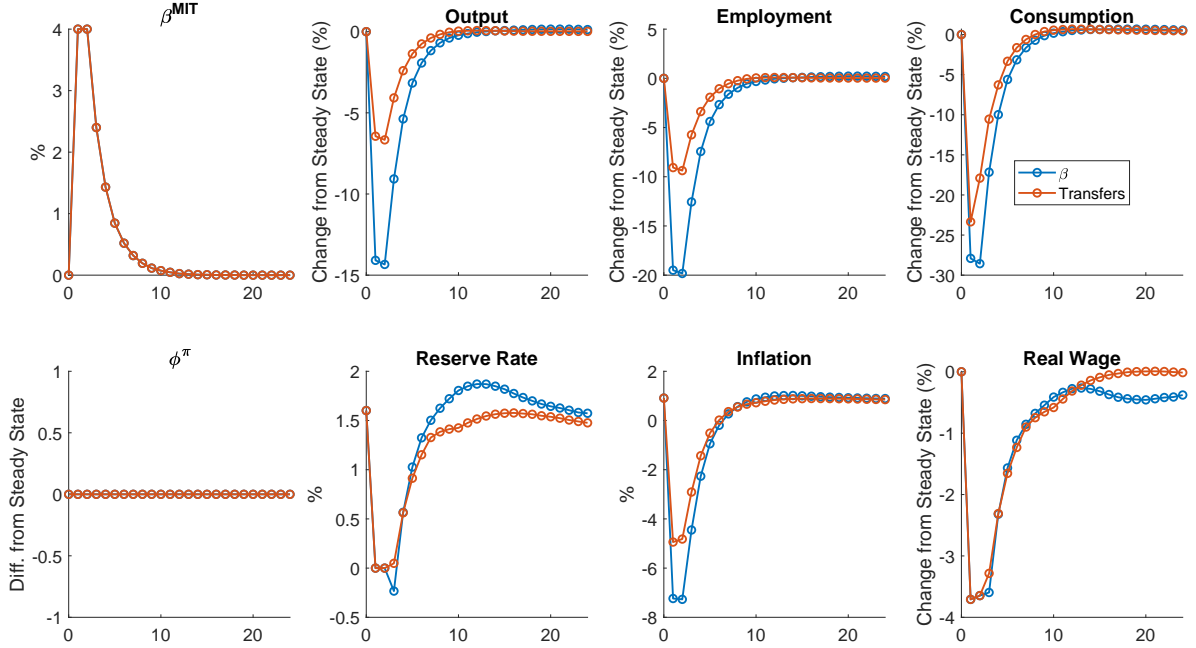 β^MIT
%
4
3
2
1
0
0 10 20
Output
Change from Steady State (%)
0
-5
-10
-15
0 10 20
Employment
Change from Steady State (%)
5
0
-5
-10
-15
-20
0 10 20
Consumption
Change from Steady State (%)
0
-5
-10
-15
-20
-25
-30
0 10 20
β
Transfers
ϕ^π
Diff. from Steady State
1
0.5
0
-0.5
-1
0 10 20
Reserve Rate
%
2
1.5
1
0.5
0
-0.5
0 10 20
Inflation
%
2
0
-2
-4
-6
-8
0 10 20
Real Wage
Change from Steady State (%)
0
-1
-2
-3
-4
0 10 20